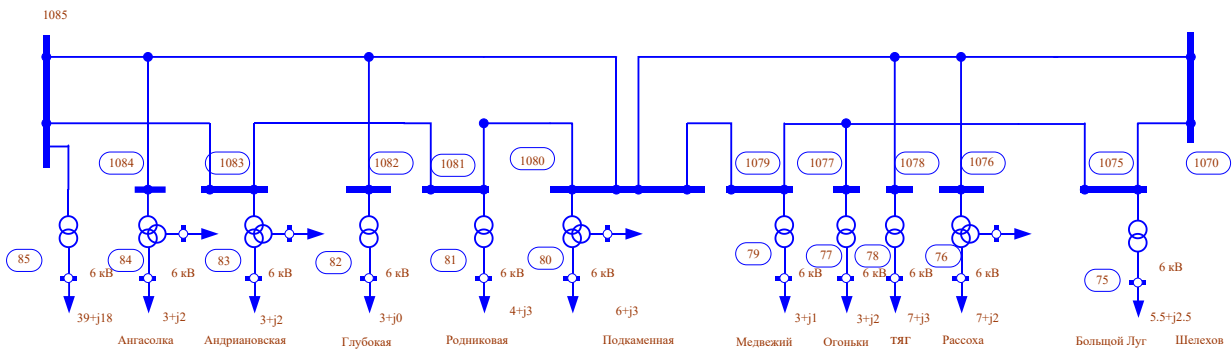 1085
1084
1083
1082
1081
1080
1079
1077
1078
1076
1075
1070
85
84
83
82
81
80
79
77
78
76
75
6 кВ
6 кВ
6 кВ
6 кВ
6 кВ
6 кВ
6 кВ
6 кВ
6 кВ
6 кВ
6 кВ
39+j18
3+j2
3+j2
3+j0
4+j3
6+j3
3+j1
3+j2
7+j3
7+j2
5.5+j2.5
Ангасолка
Андриановская
Глубокая
Родниковая
Подкаменная
Медвежий
Огоньки
тяг
Рассоха
Больщой Луг
Шелехов